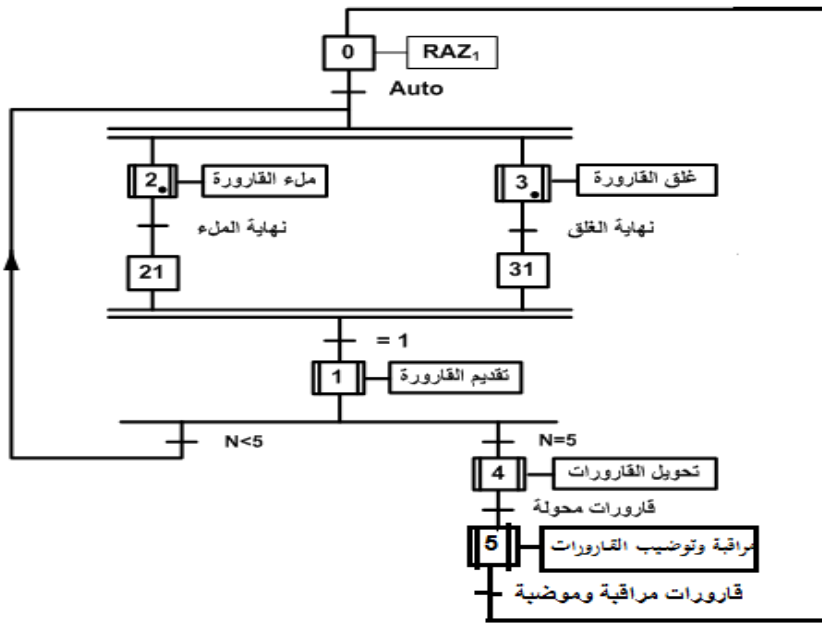 0 RAZ₁
Auto
2 ملء القارورة
3 غلق القارورة
نهاية الملء
نهاية الغلق
21
31
= 1
1 تقديم القارورة
N<5
N=5
4 تحويل القارورات
قارورات محولة
5 مراقبة وتوضيب القارورات
قارورات مراقبة وموضبة